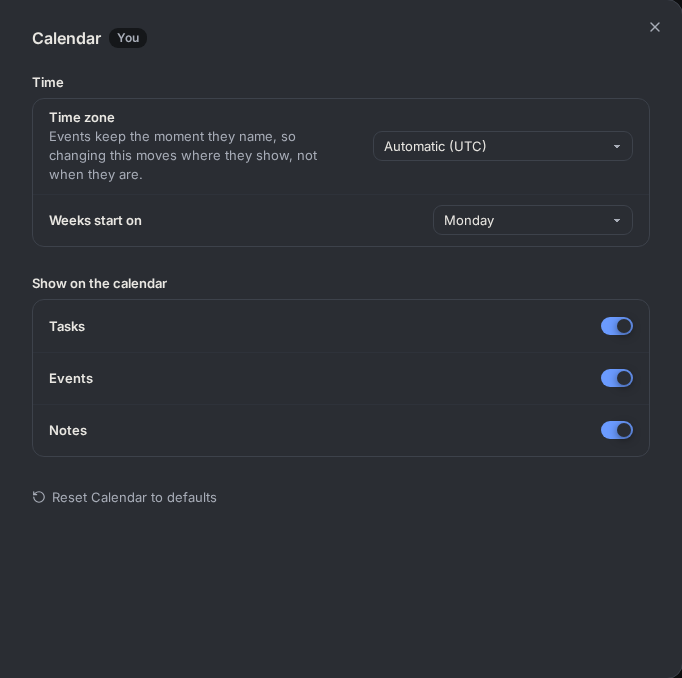 Calendar You
Time
Time zone
Events keep the moment they name, so
changing this moves where they show, not
when they are.
Automatic (UTC)
Weeks start on
Monday
Show on the calendar
Tasks
Events
Notes
Reset Calendar to defaults